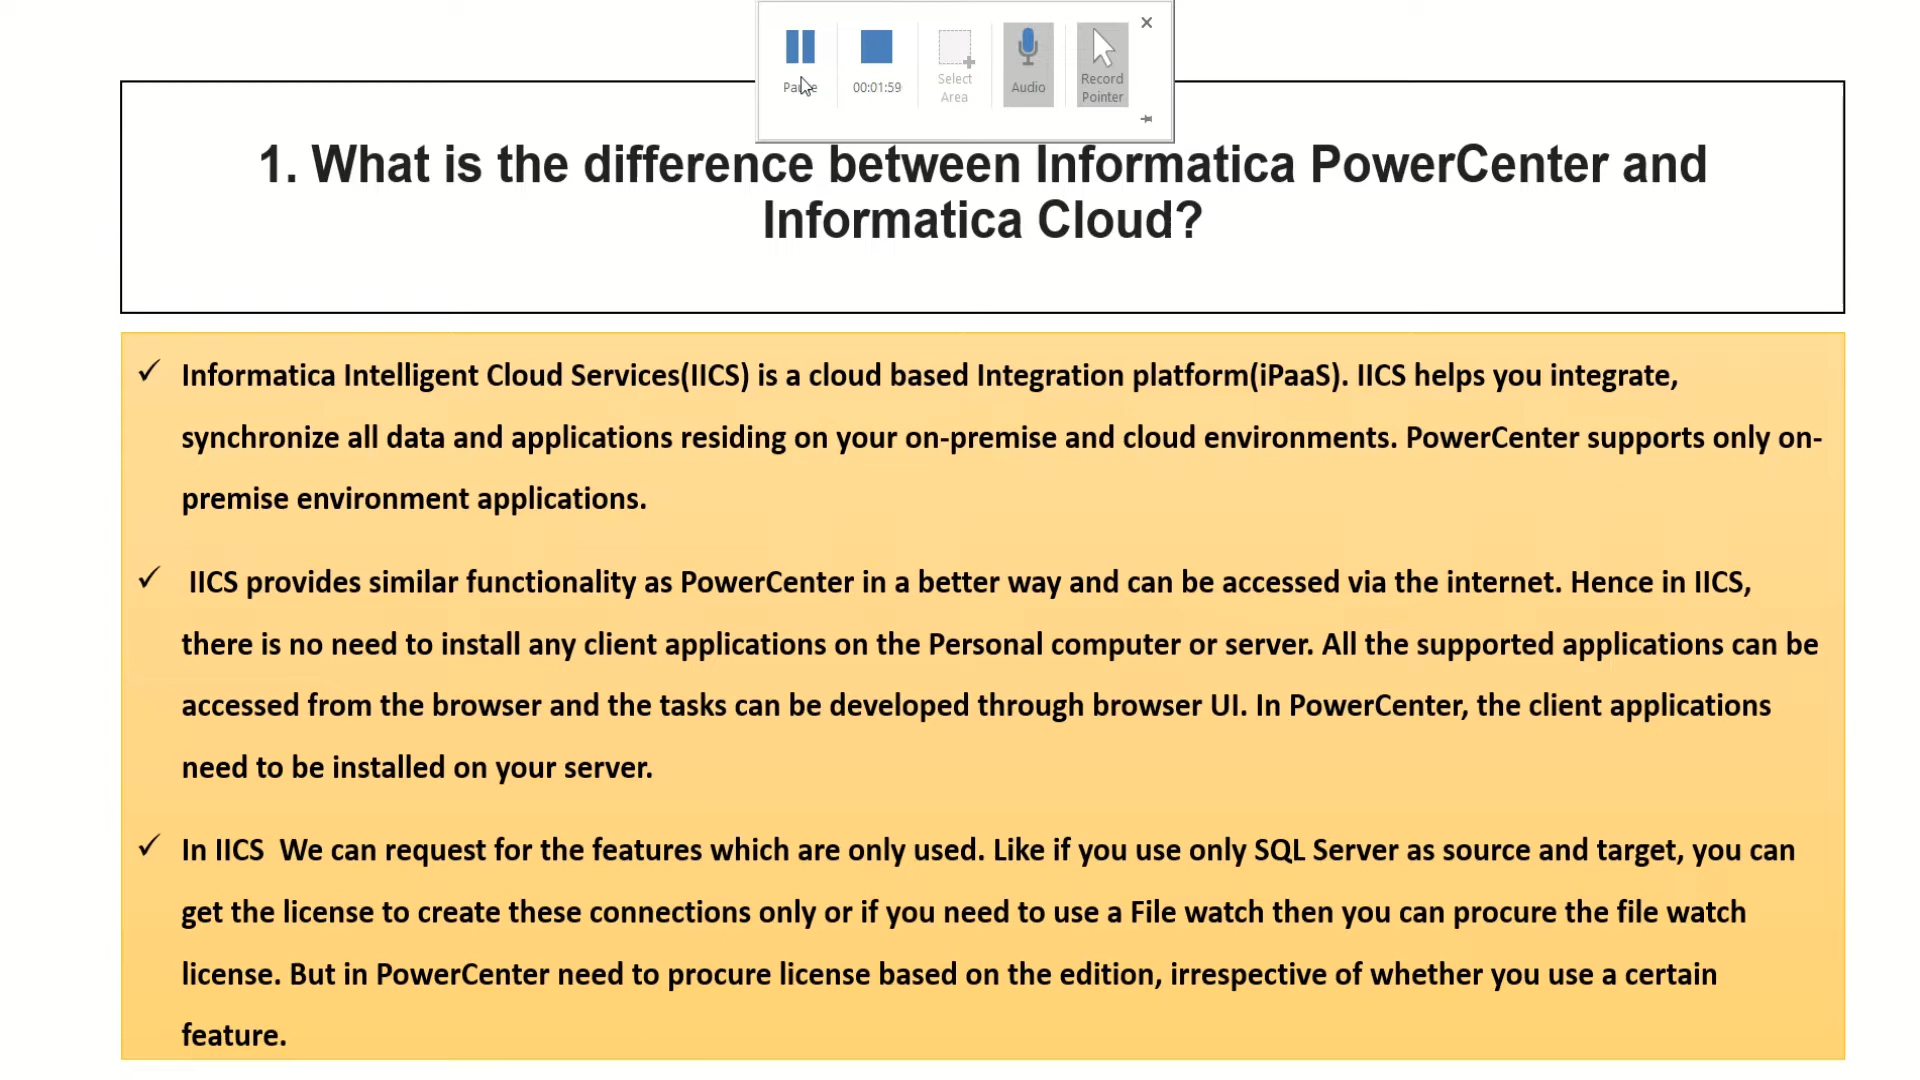 Pause
00:01:59
Select
Area
Audio
Record
Pointer
1. What is the difference between Informatica PowerCenter and
Informatica Cloud?
✓ Informatica Intelligent Cloud Services(IICS) is a cloud based Integration platform(iPaaS). IICS helps you integrate,
synchronize all data and applications residing on your on-premise and cloud environments. PowerCenter supports only on-
premise environment applications.
✓ IICS provides similar functionality as PowerCenter in a better way and can be accessed via the internet. Hence in IICS,
there is no need to install any client applications on the Personal computer or server. All the supported applications can be
accessed from the browser and the tasks can be developed through browser UI. In PowerCenter, the client applications
need to be installed on your server.
✓ In IICS We can request for the features which are only used. Like if you use only SQL Server as source and target, you can
get the license to create these connections only or if you need to use a File watch then you can procure the file watch
license. But in PowerCenter need to procure license based on the edition, irrespective of whether you use a certain
feature.